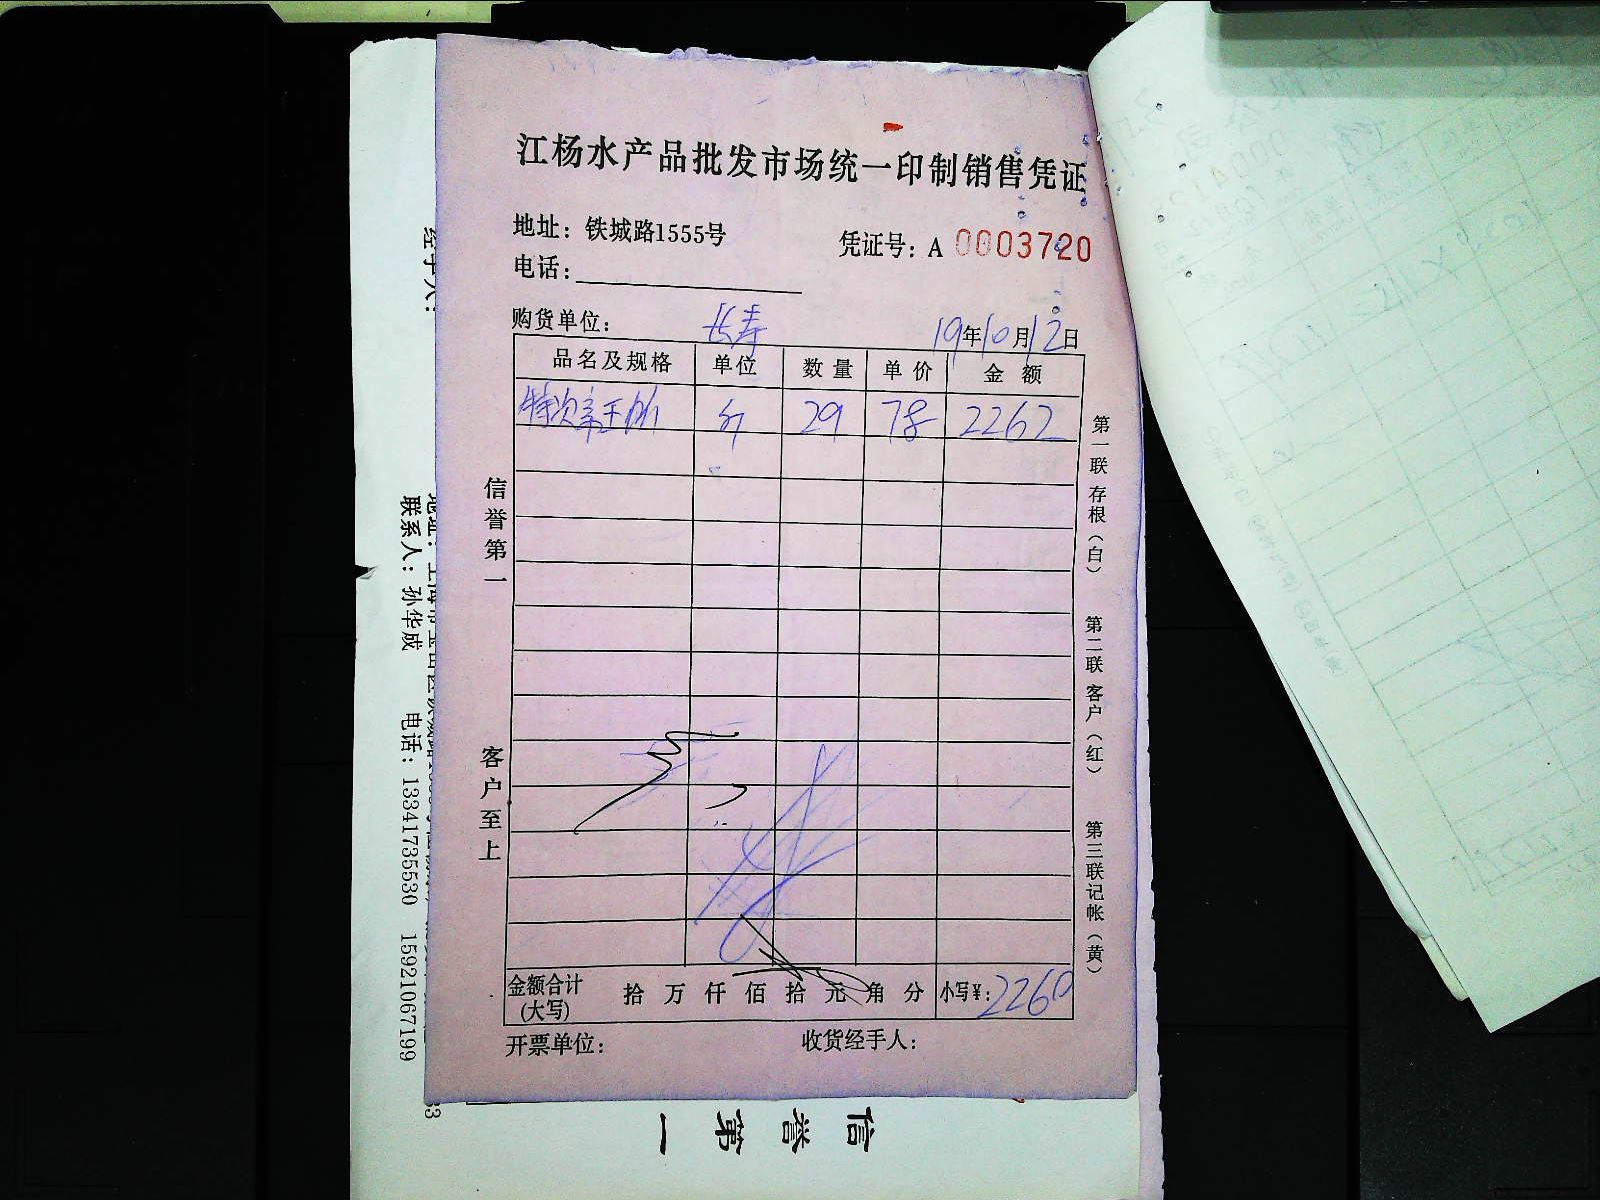 江杨水产品批发市场统一印制销售凭证
地址：铁城路1555号
凭证号：A 0003720
电话：
购货单位： 长寿 19年10月12日
品名及规格 单位 数量 单价 金额
29 78 2262
信誉第一
客户至上
第一联 存根（白）
第二联 客户（红）
第三联记帐（黄）
金额合计(大写) 拾 万 仟 佰 拾 元 角 分 小写¥：2260
开票单位： 收货经手人：
经手人：
联系人：孙华成 电话：13341735530 15921067199
信誉第一